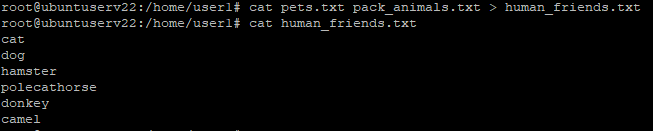 root@ubuntuserv22:/home/user1# cat pets.txt pack_animals.txt > human_friends.txt
root@ubuntuserv22:/home/user1# cat human_friends.txt
cat
dog
hamster
polecathorse
donkey
camel